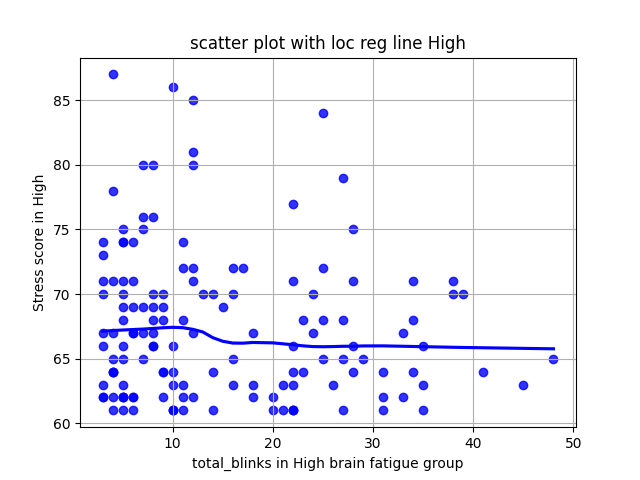 scatter plot with loc reg line High
Stress score in High
85
80
75
70
65
60
10 20 30 40 50
total_blinks in High brain fatigue group